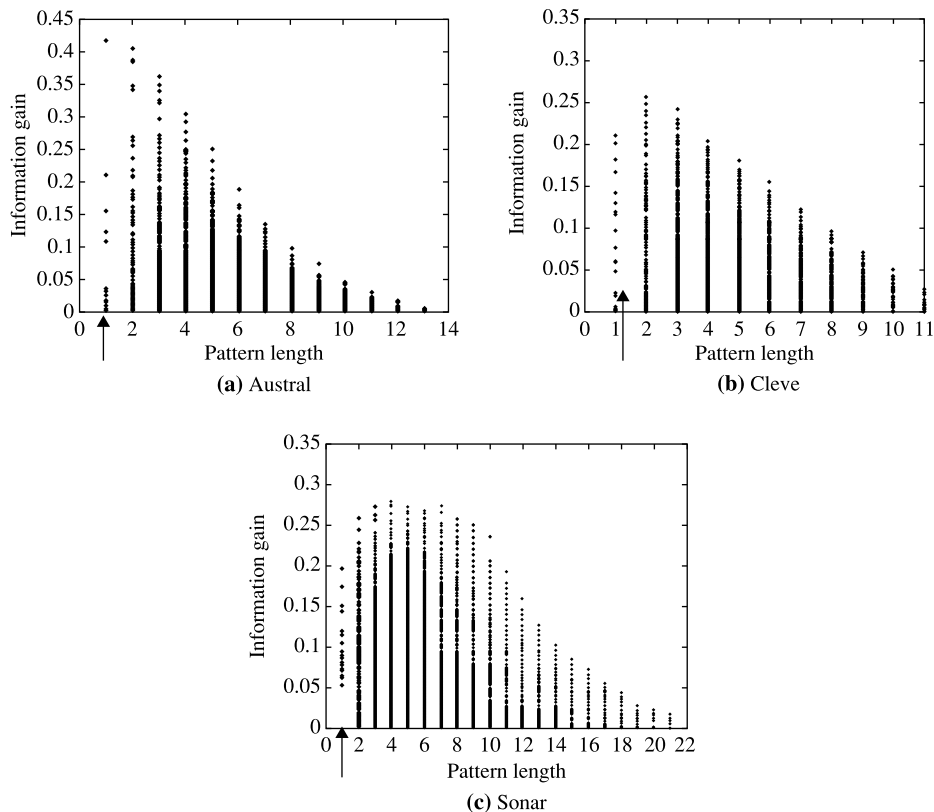 0.45
0.4
0.35
0.3
0.25
0.2
0.15
0.1
0.05
0
Information gain
0 2 4 6 8 10 12 14
Pattern length
(a) Austral
0.35
0.3
0.25
0.2
0.15
0.1
0.05
0
Information gain
0 1 2 3 4 5 6 7 8 9 10 11
Pattern length
(b) Cleve
0.35
0.3
0.25
0.2
0.15
0.1
0.05
0
Information gain
0 2 4 6 8 10 12 14 16 18 20 22
Pattern length
(c) Sonar